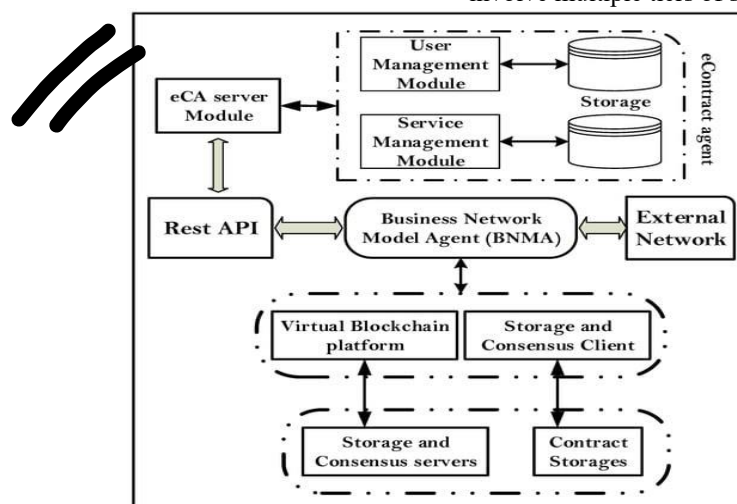 User
Management
Module
Storage
Service
Management
Module
eContract agent
eCA server
Module
Rest API
Business Network
Model Agent (BNMA)
External
Network
Virtual Blockchain
platform
Storage and
Consensus Client
Storage and
Consensus servers
Contract
Storages